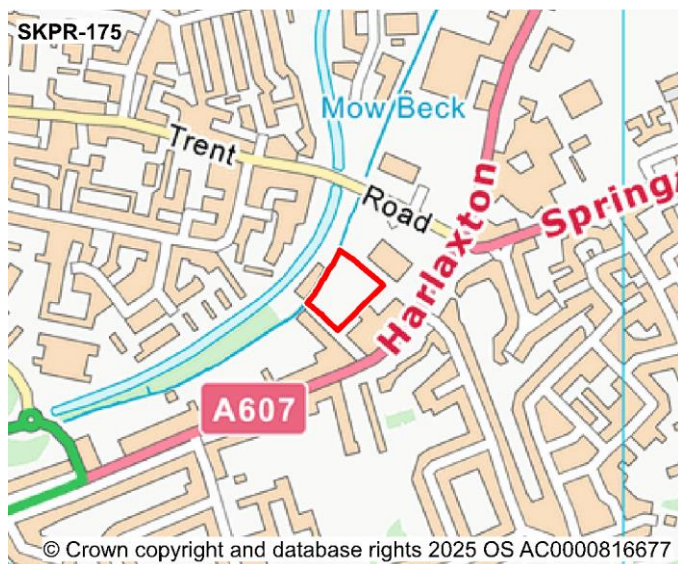 SKPR-175
Mow Beck
Trent
Road
Harlaxton
Springa
A607
© Crown copyright and database rights 2025 OS AC0000816677